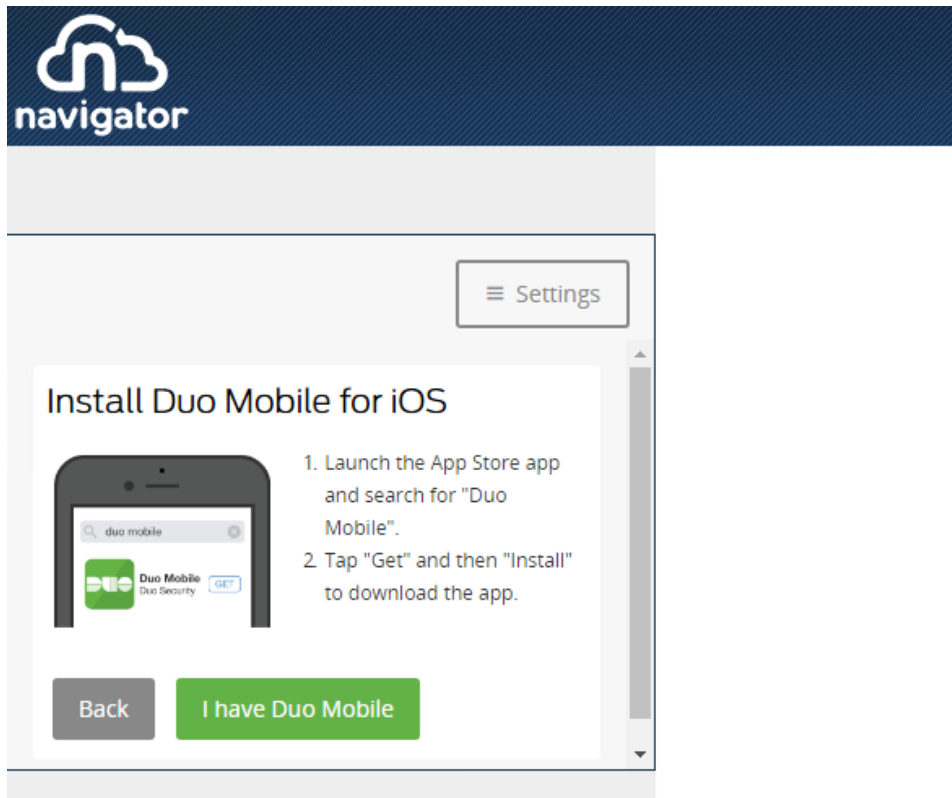 navigator
≡ Settings
Install Duo Mobile for iOS
duo mobile
DUO
Duo Mobile
Duo Security
GET
1. Launch the App Store app
and search for "Duo
Mobile".
2. Tap "Get" and then "Install"
to download the app.
Back
I have Duo Mobile